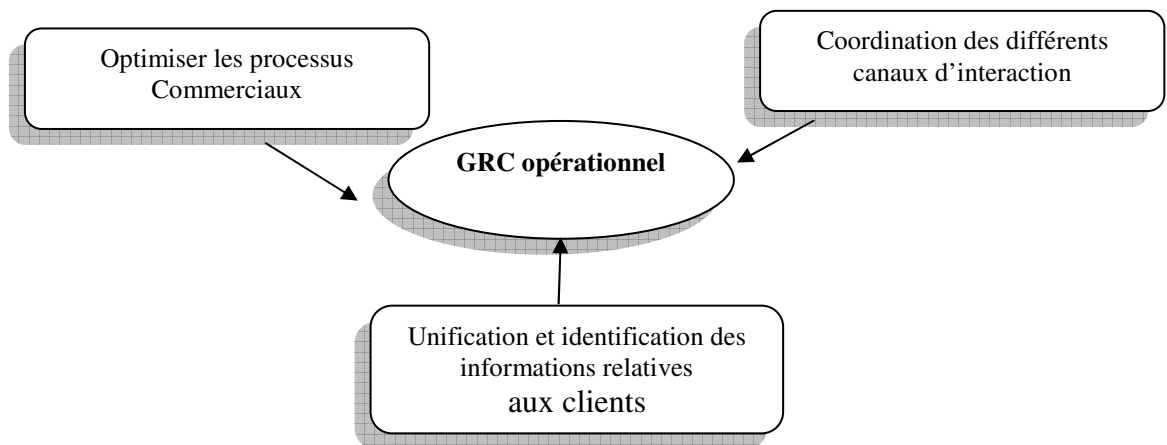 Optimiser les processus
Commerciaux
Coordination des différents
canaux d’interaction
GRC opérationnel
Unification et identification des
informations relatives
aux clients